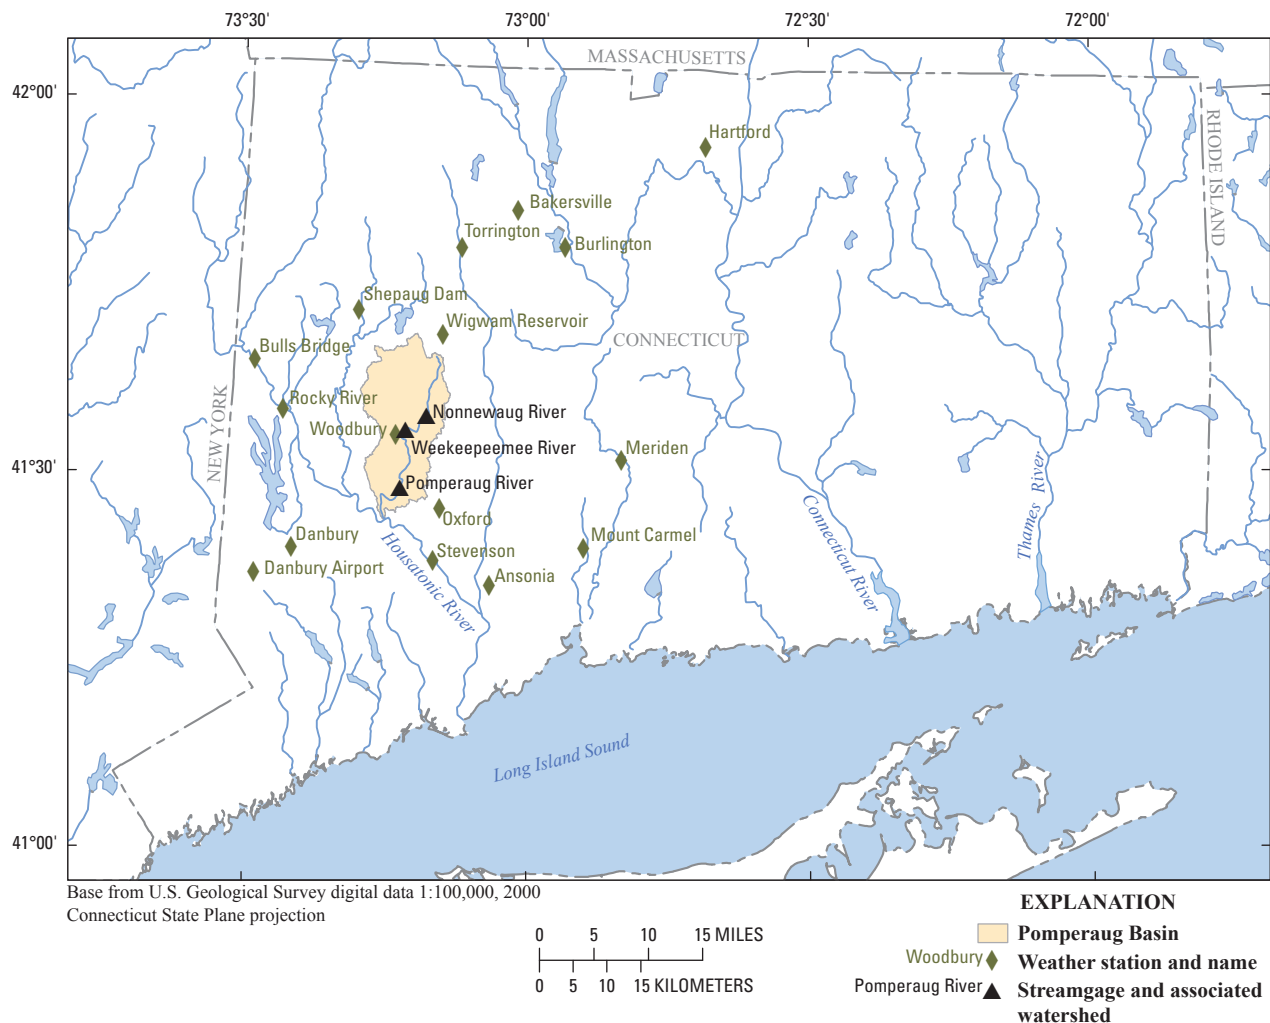 73°30'
73°00'
72°30'
72°00'
42°00'
41°30'
41°00'
MASSACHUSETTS
RHODE ISLAND
CONNECTICUT
NEW YORK
Hartford
Bakersville
Torrington
Burlington
Shepaug Dam
Wigwam Reservoir
Bulls Bridge
Rocky River
Nonnewaug River
Woodbury
Weekeepeemee River
Meriden
Pomperaug River
Oxford
Danbury
Stevenson
Mount Carmel
Danbury Airport
Ansonia
Housatonic River
Connecticut River
Thames River
Long Island Sound
Base from U.S. Geological Survey digital data 1:100,000, 2000
Connecticut State Plane projection
0 5 10 15 MILES
0 5 10 15 KILOMETERS
EXPLANATION
Pomperaug Basin
Woodbury Weather station and name
Pomperaug River Streamgage and associated
watershed